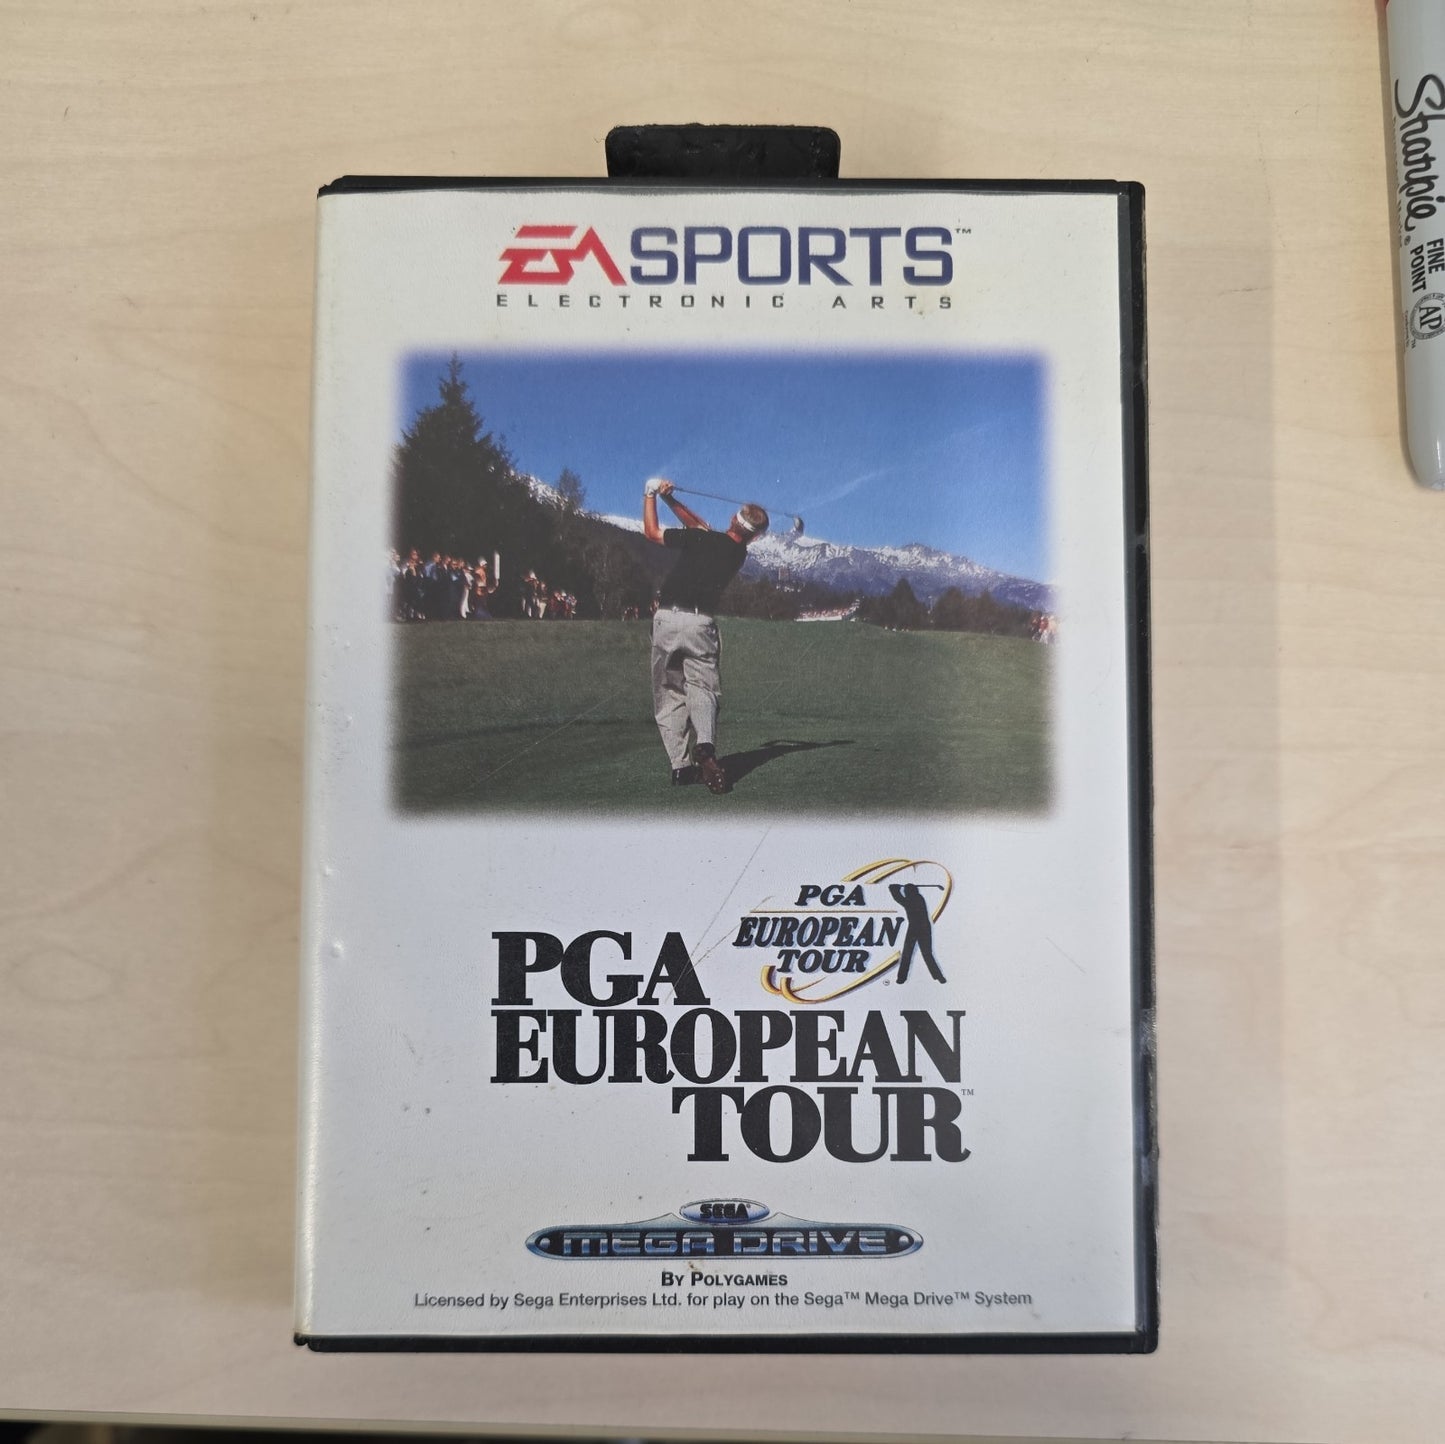 EA SPORTS™
ELECTRONIC ARTS
PGA
EUROPEAN
TOUR
PGA
EUROPEAN
TOUR™
SEGA
MEGA DRIVE
BY POLYGAMES
Licensed by Sega Enterprises Ltd. for play on the Sega™ Mega Drive™ System
Sharpie®
FINE
POINT
AP